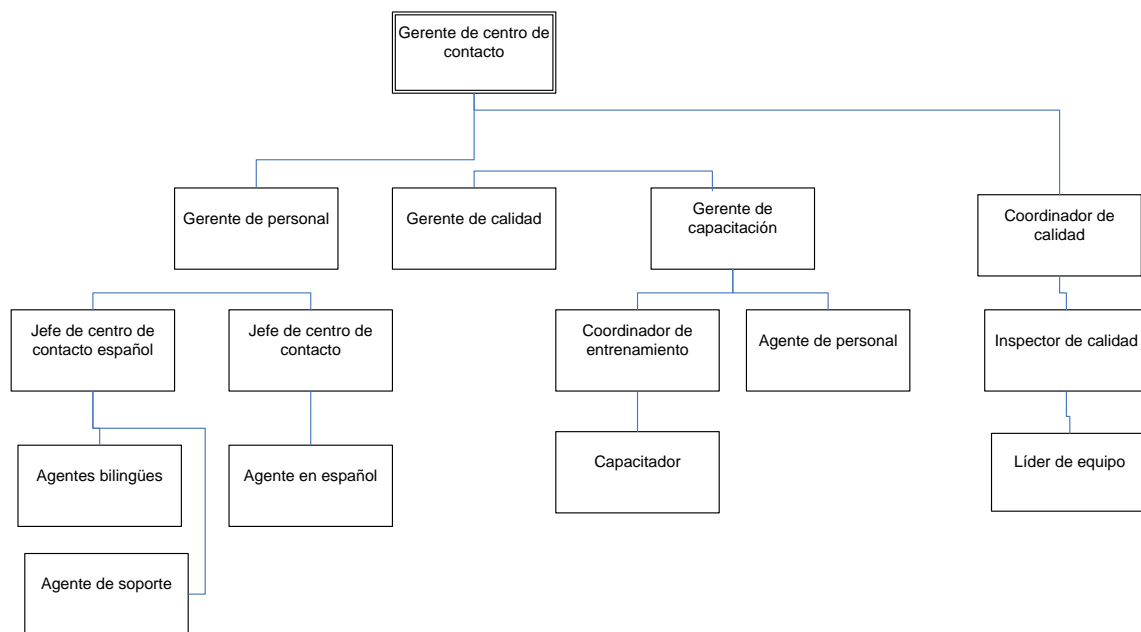 Gerente de centro de
contacto
Gerente de personal
Gerente de calidad
Gerente de
capacitación
Coordinador de
calidad
Jefe de centro de
contacto español
Jefe de centro de
contacto
Coordinador de
entrenamiento
Agente de personal
Inspector de calidad
Agentes bilingües
Agente en español
Capacitador
Líder de equipo
Agente de soporte